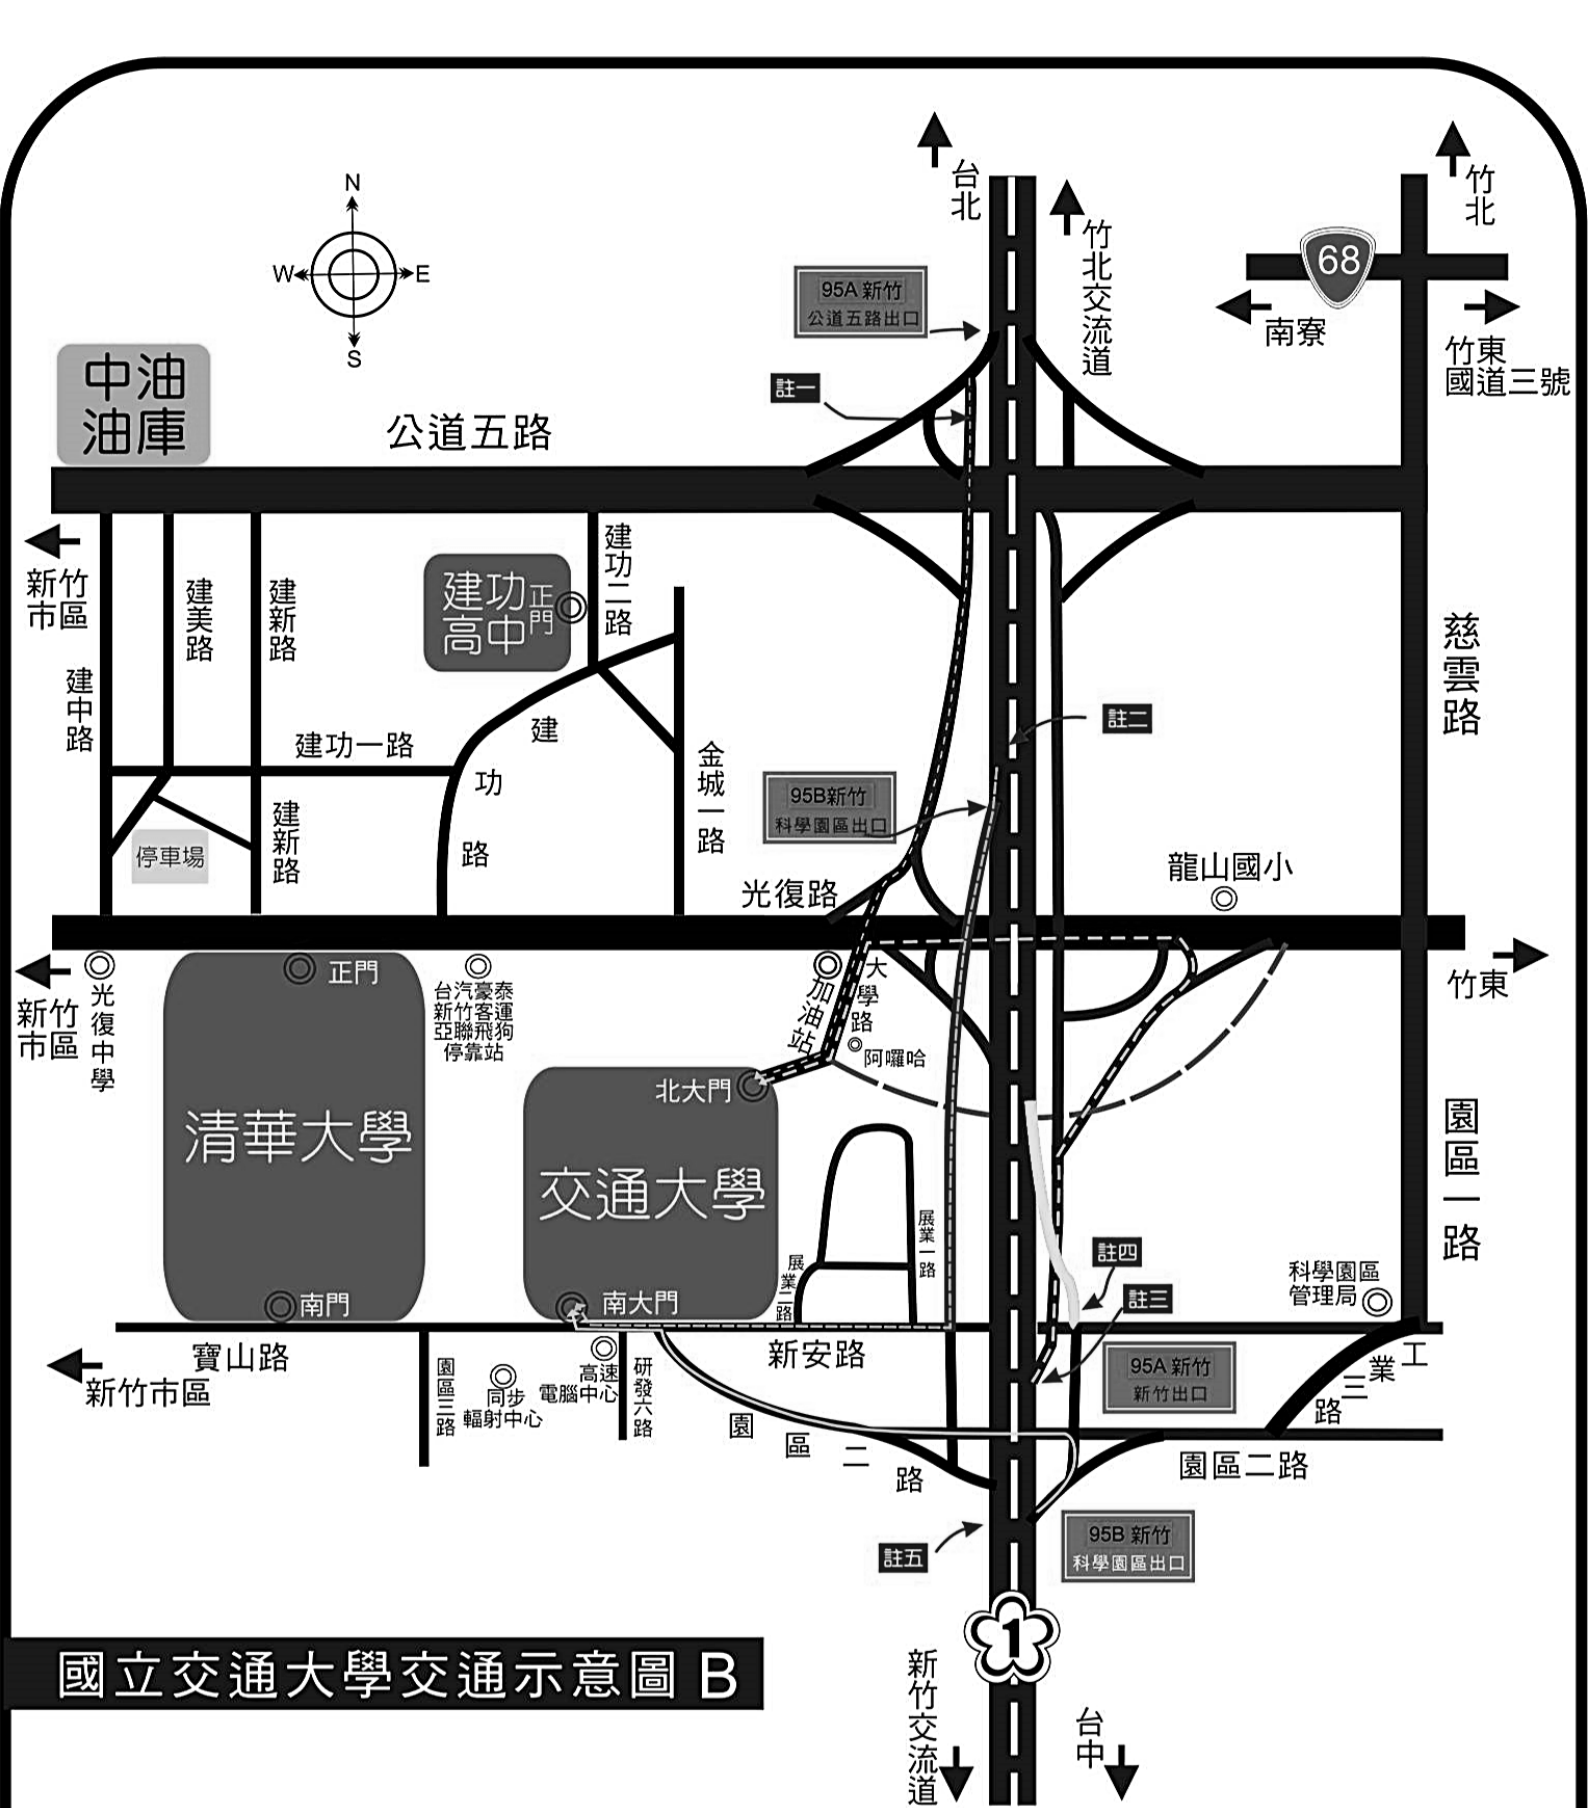 台北
竹北
N
W
E
S
竹北交流道
68
95A 新竹
公道五路出口
南寮
竹東
國道三號
中油
油庫
註一
公道五路
新竹
市區
建美路
建新路
建功
高中
正門
建功二路
慈雲路
建中路
註二
建
建功一路
金城一路
功
95B新竹
科學園區出口
建新路
路
停車場
光復路
龍山國小
正門
大學路
竹東
新竹
市區
光復中學
台汽豪泰
新竹客運
亞聯飛狗
停靠站
加油站
阿囉哈
北大門
清華大學
交通大學
園區一路
展業一路
註四
展業二路
科學園區
管理局
南門
南大門
註三
寶山路
新安路
新竹市區
園區三路
同步
輻射中心
高速
電腦中心
研發六路
95A 新竹
新竹出口
工業三路
園區二路
園區二路
註五
95B 新竹
科學園區出口
1
國立交通大學交通示意圖 B
新竹交流道
台中